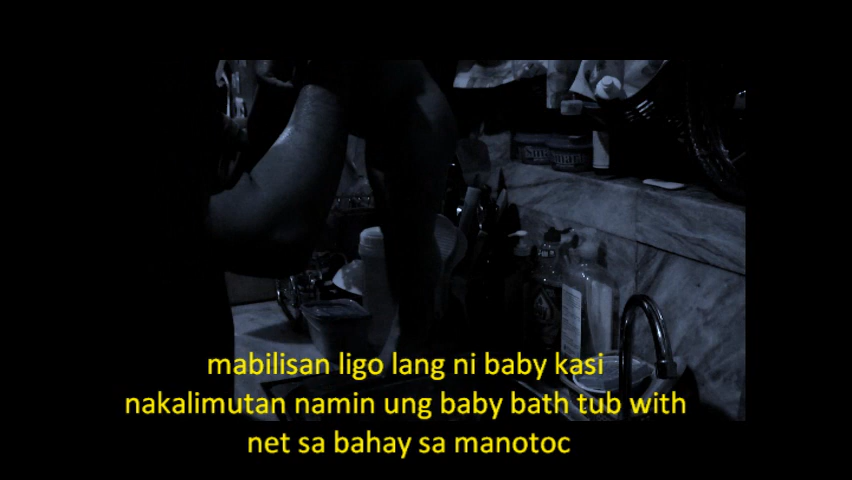 mabilisan ligo lang ni baby kasi
nakalimutan namin ung baby bath tub with
net sa bahay sa manotoc